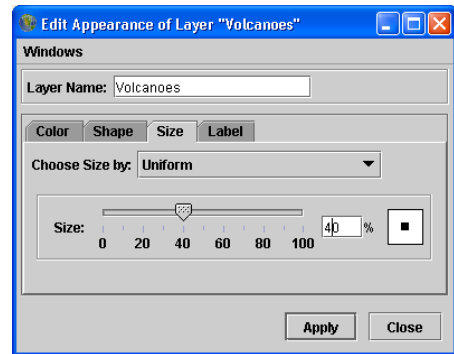 Edit Appearance of Layer "Volcanoes"
Windows
Layer Name: Volcanoes
Color Shape Size Label
Choose Size by: Uniform
Size: 40 %
0 20 40 60 80 100
Apply Close